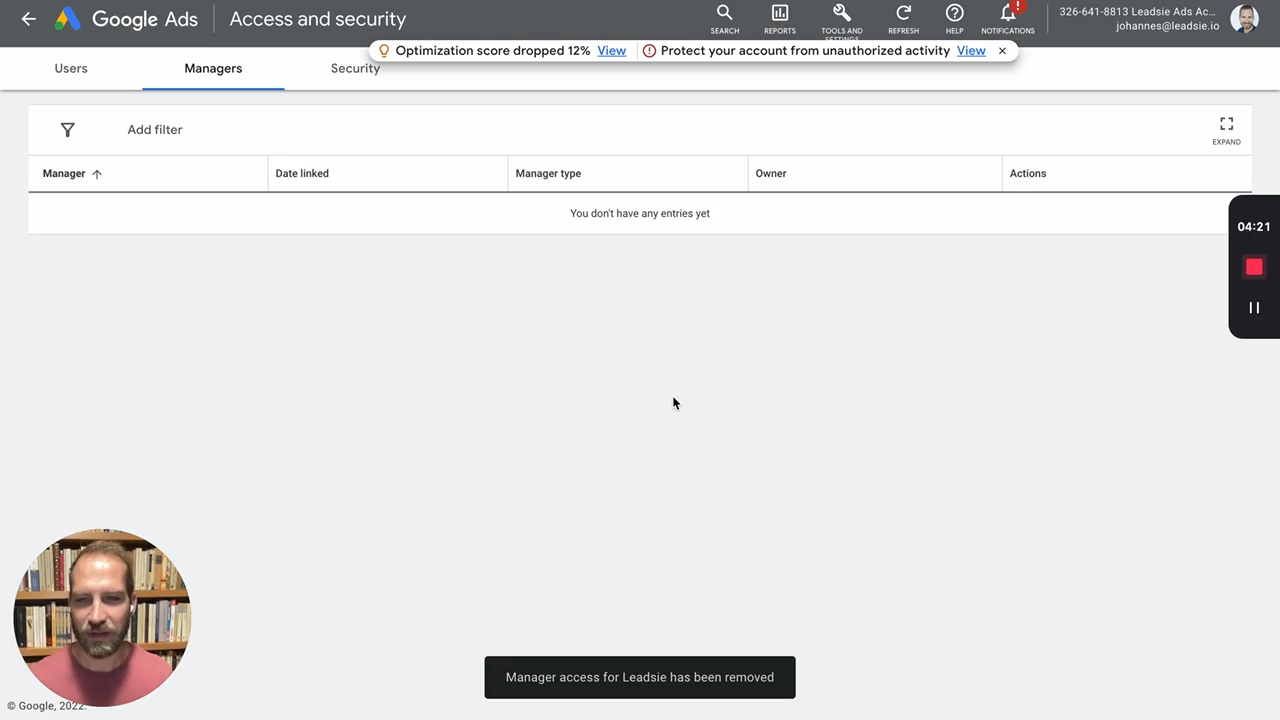 Google Ads Access and security
SEARCH
REPORTS
TOOLS AND
SETTINGS
REFRESH
HELP
!
NOTIFICATIONS
326-641-8813 Leadsie Ads Ac...
johannes@leadsie.io
Optimization score dropped 12% View
Protect your account from unauthorized activity View
Users Managers Security
Add filter
EXPAND
Manager Date linked Manager type Owner Actions
You don't have any entries yet
04:21
Manager access for Leadsie has been removed
© Google, 2022.